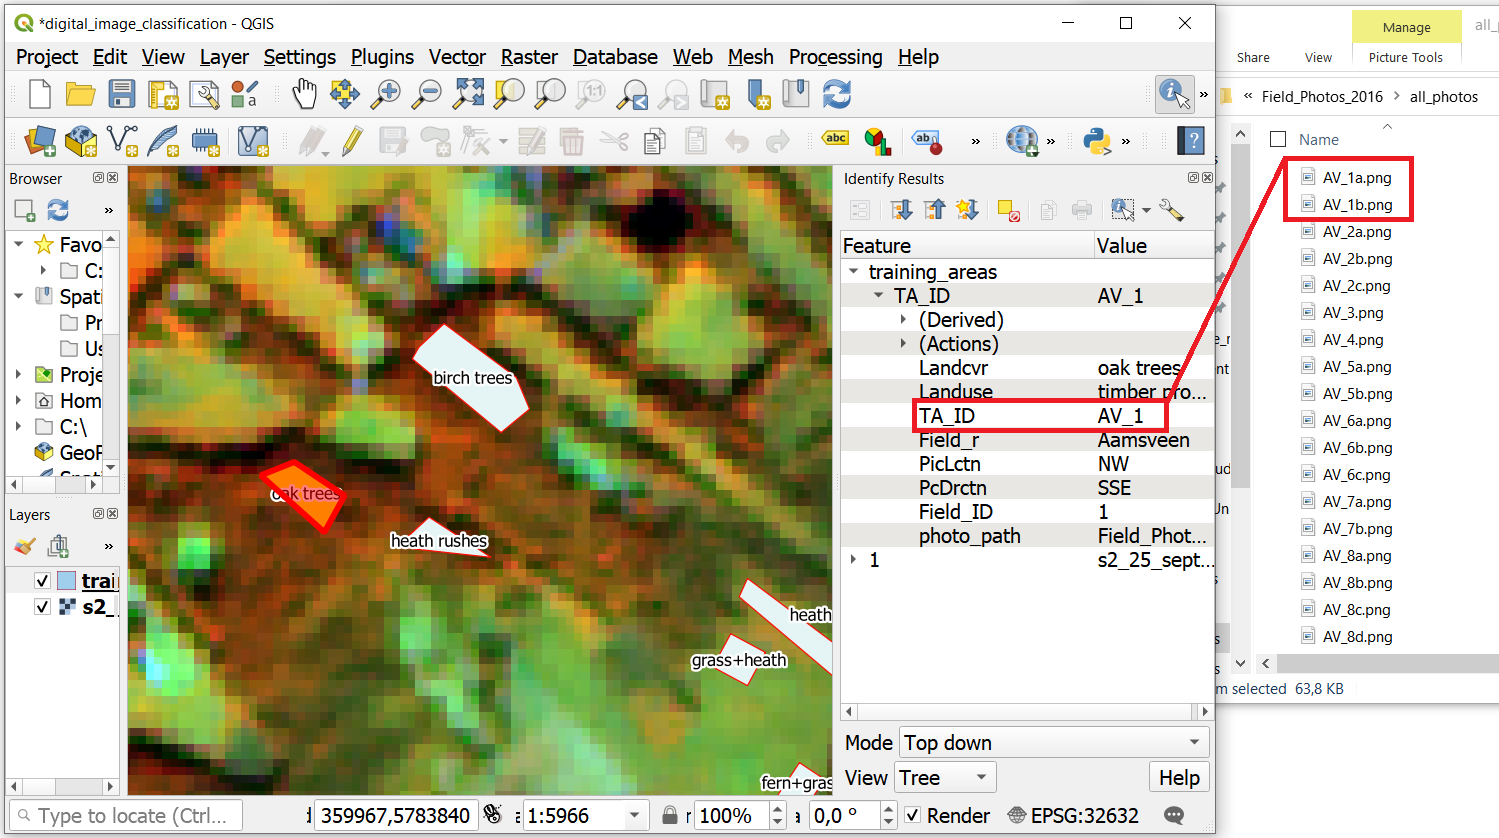 *digital_image_classification - QGIS
Project Edit View Layer Settings Plugins Vector Raster Database Web Mesh Processing Help
1:1
a
abc
ab
?
Browser
Favo
C:
Spati
Pr
Us
Proje
Hom
C:\
GeoP
Layers
trai
s2_
birch trees
oak trees
heath rushes
heath
grass+heath
fern+gras
Identify Results
Feature Value
training_areas
TA_ID AV_1
(Derived)
(Actions)
Landcvr oak trees
Landuse timber pro...
TA_ID AV_1
Field_r Aamsveen
PicLctn NW
PcDrctn SSE
Field_ID 1
photo_path Field_Phot...
1 s2_25_sept...
Mode Top down
View Tree Help
Type to locate (Ctrl... 359967,5783840 1:5966 100% 0,0 ° Render EPSG:32632
Manage all_p
Share View Picture Tools
« Field_Photos_2016 > all_photos
Name
AV_1a.png
AV_1b.png
AV_2a.png
AV_2b.png
AV_2c.png
AV_3.png
AV_4.png
AV_5a.png
AV_5b.png
AV_6a.png
AV_6b.png
AV_6c.png
AV_7a.png
AV_7b.png
AV_8a.png
AV_8b.png
AV_8c.png
AV_8d.png
m selected 63,8 KB